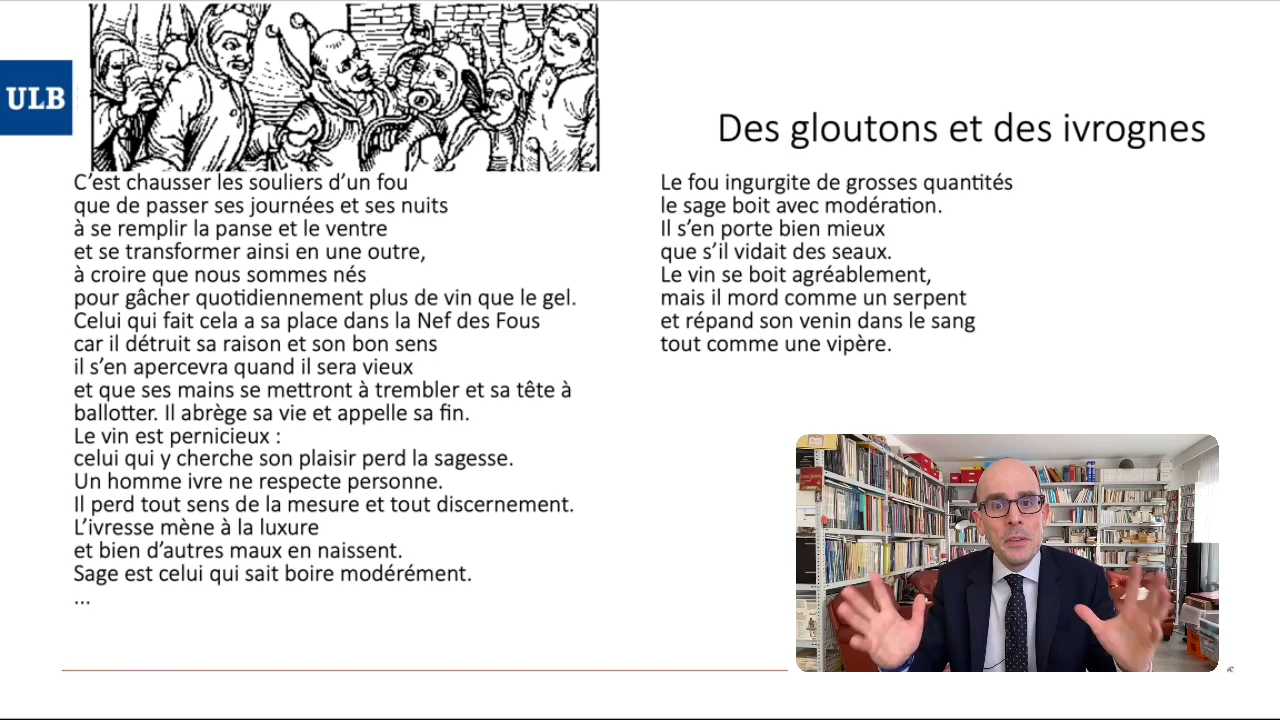 ULB
Des gloutons et des ivrognes
C’est chausser les souliers d’un fou
que de passer ses journées et ses nuits
à se remplir la panse et le ventre
et se transformer ainsi en une outre,
à croire que nous sommes nés
pour gâcher quotidiennement plus de vin que le gel.
Celui qui fait cela a sa place dans la Nef des Fous
car il détruit sa raison et son bon sens
il s’en apercevra quand il sera vieux
et que ses mains se mettront à trembler et sa tête à
ballotter. Il abrège sa vie et appelle sa fin.
Le vin est pernicieux :
celui qui y cherche son plaisir perd la sagesse.
Un homme ivre ne respecte personne.
Il perd tout sens de la mesure et tout discernement.
L’ivresse mène à la luxure
et bien d’autres maux en naissent.
Sage est celui qui sait boire modérément.
...
Le fou ingurgite de grosses quantités
le sage boit avec modération.
Il s’en porte bien mieux
que s’il vidait des seaux.
Le vin se boit agréablement,
mais il mord comme un serpent
et répand son venin dans le sang
tout comme une vipère.